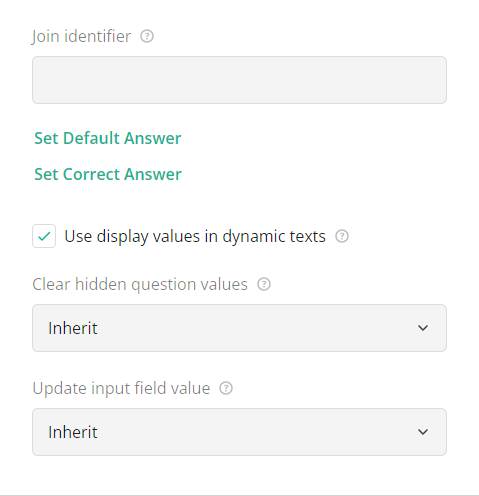 Join identifier
Set Default Answer
Set Correct Answer
Use display values in dynamic texts
Clear hidden question values
Inherit
Update input field value
Inherit